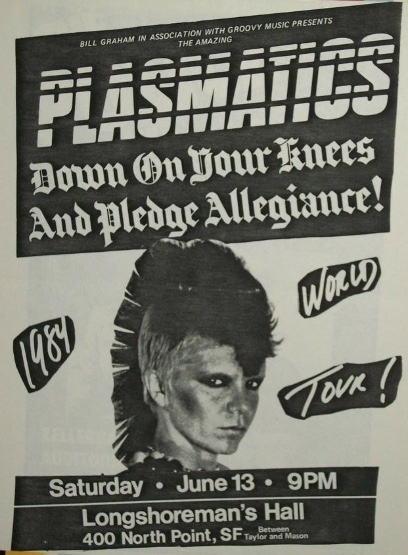 BILL GRAHAM IN ASSOCIATION WITH GROOVY MUSIC PRESENTS
THE AMAZING
PLASMATICS
Down On Your Knees
And Pledge Allegiance!
1984
WORLD
TOUR!
Saturday • June 13 • 9PM
Longshoreman's Hall
400 North Point, SF Between
Taylor and Mason